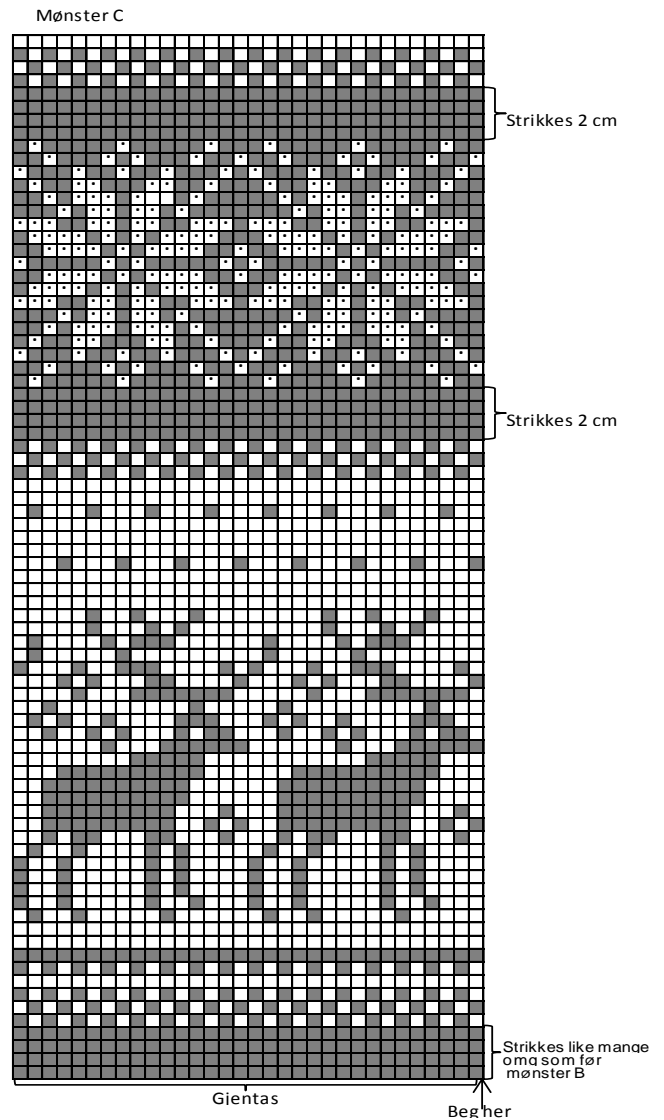 Mønster C
Strikkes 2 cm
Strikkes 2 cm
Strikkes like mange
omg som før
mønster B
Gjentas
Beg her